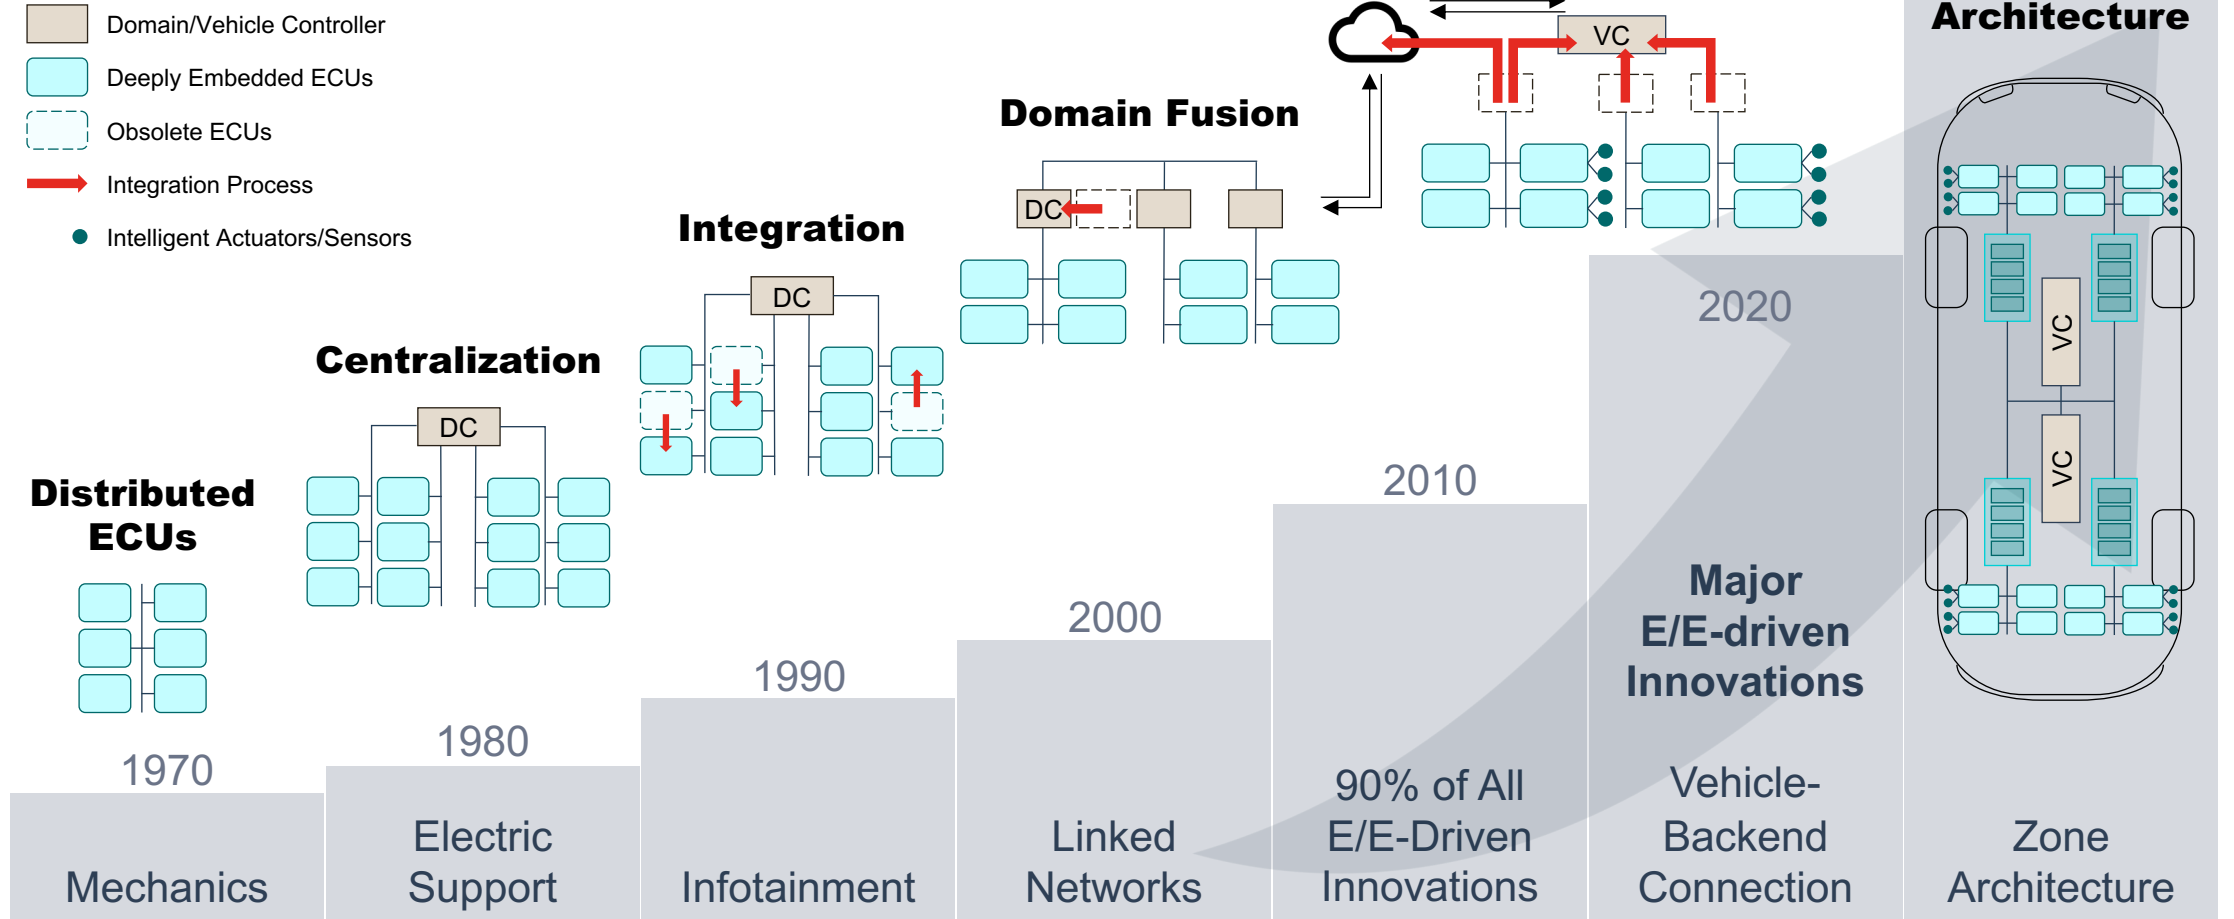 Domain/Vehicle Controller
Deeply Embedded ECUs
Obsolete ECUs
Integration Process
Intelligent Actuators/Sensors
Distributed
ECUs
Centralization
DC
Integration
DC
Domain Fusion
DC
VC
Architecture
VC
VC
1970
Mechanics
1980
Electric
Support
1990
Infotainment
2000
Linked
Networks
2010
90% of All
E/E-Driven
Innovations
2020
Major
E/E-driven
Innovations
Vehicle-
Backend
Connection
Zone
Architecture